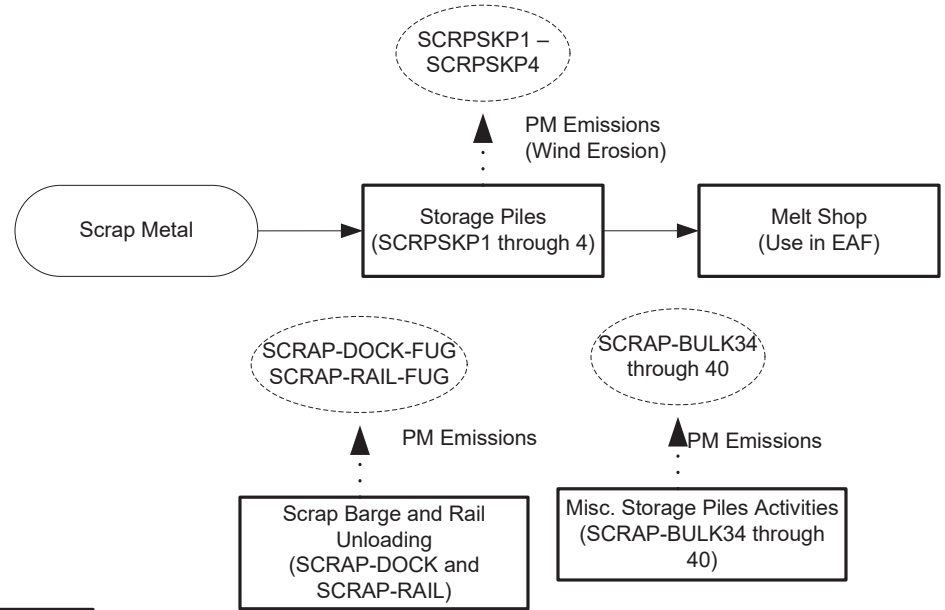 SCRPSKP1 –
SCRPSKP4
PM Emissions
(Wind Erosion)
Scrap Metal
Storage Piles
(SCRPSKP1 through 4)
Melt Shop
(Use in EAF)
SCRAP-DOCK-FUG
SCRAP-RAIL-FUG
SCRAP-BULK34
through 40
PM Emissions
PM Emissions
Scrap Barge and Rail
Unloading
(SCRAP-DOCK and
SCRAP-RAIL)
Misc. Storage Piles Activities
(SCRAP-BULK34 through
40)